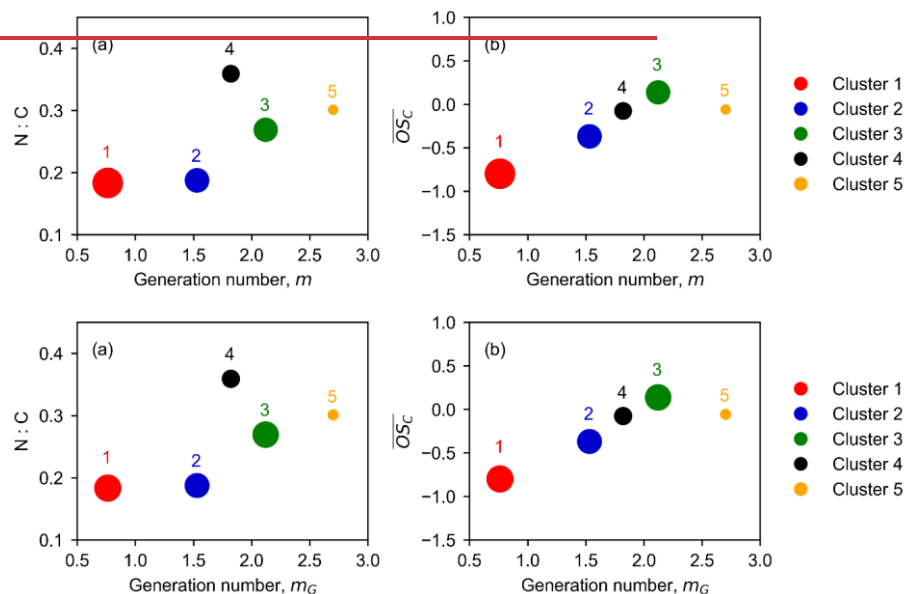 (a)
N : C
0.4
0.3
0.2
0.1
1
2
3
4
5
0.5 1.0 1.5 2.0 2.5 3.0
Generation number, m
(b)
OS_C
1.0
0.5
0.0
−0.5
−1.0
−1.5
1
2
3
4
5
0.5 1.0 1.5 2.0 2.5 3.0
Generation number, m
Cluster 1
Cluster 2
Cluster 3
Cluster 4
Cluster 5
(a)
N : C
0.4
0.3
0.2
0.1
1
2
3
4
5
0.5 1.0 1.5 2.0 2.5 3.0
Generation number, m_G
(b)
OS_C
1.0
0.5
0.0
−0.5
−1.0
−1.5
1
2
3
4
5
0.5 1.0 1.5 2.0 2.5 3.0
Generation number, m_G
Cluster 1
Cluster 2
Cluster 3
Cluster 4
Cluster 5